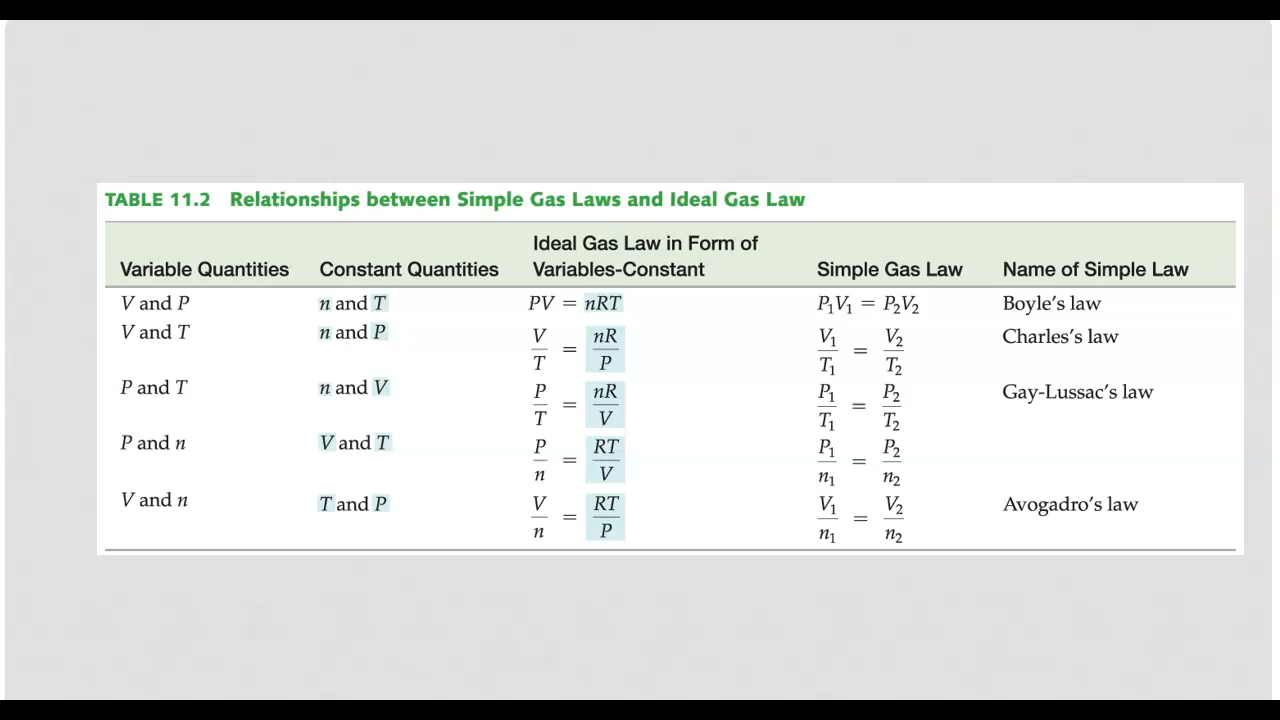 TABLE 11.2 Relationships between Simple Gas Laws and Ideal Gas Law
Variable Quantities Constant Quantities Ideal Gas Law in Form of Variables-Constant Simple Gas Law Name of Simple Law
V and P n and T PV = nRT P₁V₁ = P₂V₂ Boyle's law
V and T n and P V/T = nR/P V₁/T₁ = V₂/T₂ Charles's law
P and T n and V P/T = nR/V P₁/T₁ = P₂/T₂ Gay-Lussac's law
P and n V and T P/n = RT/V P₁/n₁ = P₂/n₂
V and n T and P V/n = RT/P V₁/n₁ = V₂/n₂ Avogadro's law